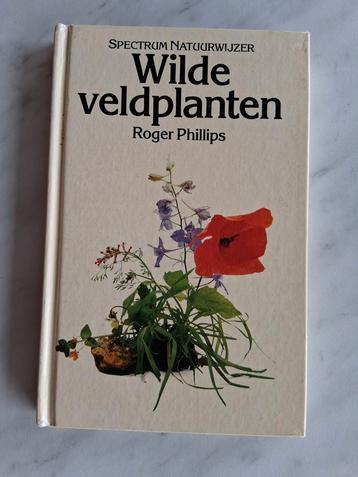 SPECTRUM NATUURWIJZER
Wilde
veldplanten
Roger Phillips